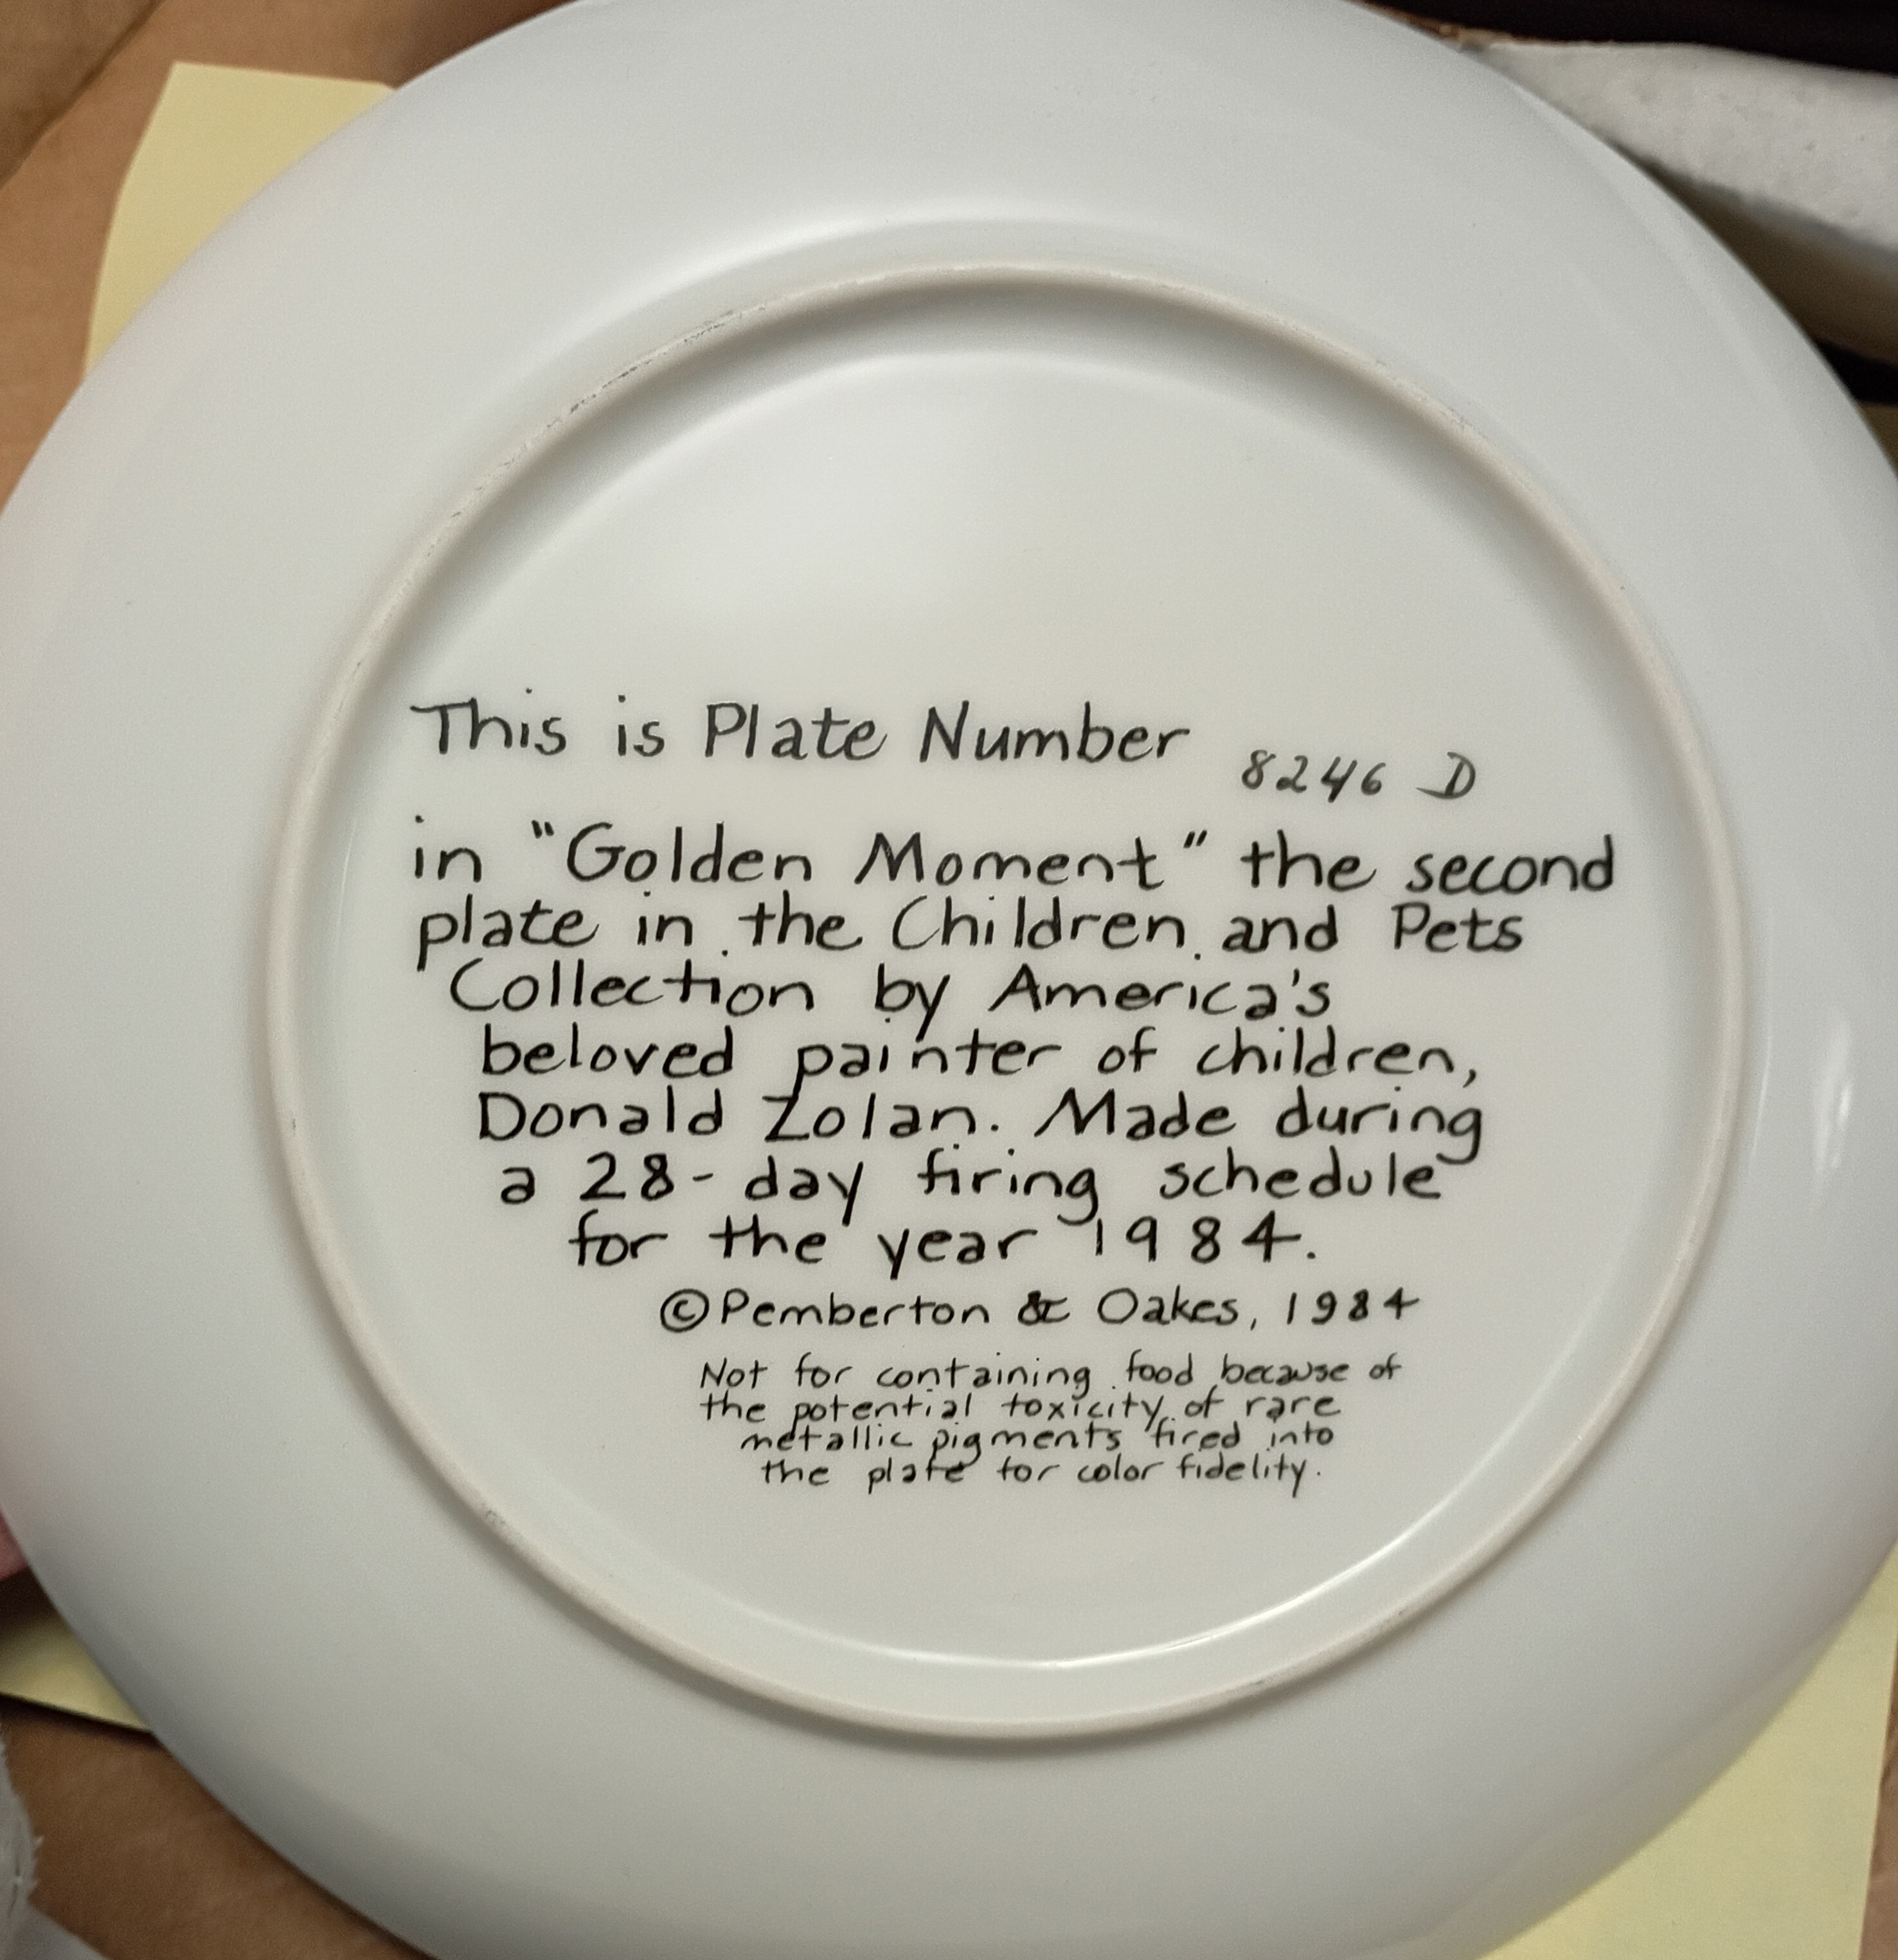 This is Plate Number 8246 D
in "Golden Moment" the second
plate in the Children and Pets
Collection by America's
beloved painter of children,
Donald Zolan. Made during
a 28-day firing schedule
for the year 1984.
©Pemberton & Oakes, 1984
Not for containing food because of
the potential toxicity of rare
metallic pigments fired into
the plate for color fidelity.